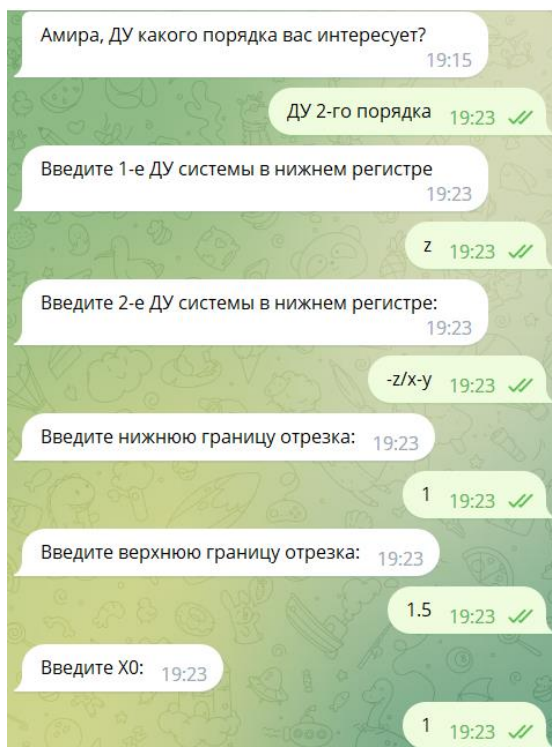 Амира, ДУ какого порядка вас интересует?
19:15
ДУ 2-го порядка 19:23
Введите 1-е ДУ системы в нижнем регистре
19:23
z 19:23
Введите 2-е ДУ системы в нижнем регистре:
19:23
-z/x-y 19:23
Введите нижнюю границу отрезка: 19:23
1 19:23
Введите верхнюю границу отрезка: 19:23
1.5 19:23
Введите X0: 19:23
1 19:23